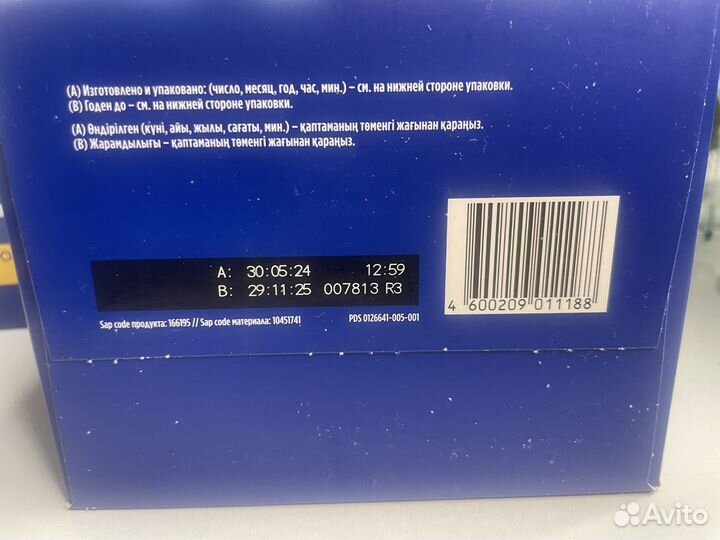 (А) Изготовлено и упаковано: (число, месяц, год, час, мин.) – см. на нижней стороне упаковки.
(В) Годен до – см. на нижней стороне упаковки.
(А) Өндірілген (күні, айы, жылы, сағаты, мин.) – қаптаманың төменгі жағынан қараңыз.
(В) Жарамдылығы – қаптаманың төменгі жағынан қараңыз.
A: 30:05:24 12:59
B: 29:11:25 007813 R3
Sap code продукта: 166195 // Sap code материала: 10451741 PDS 0126641-005-001
4 600209 011188
Avito